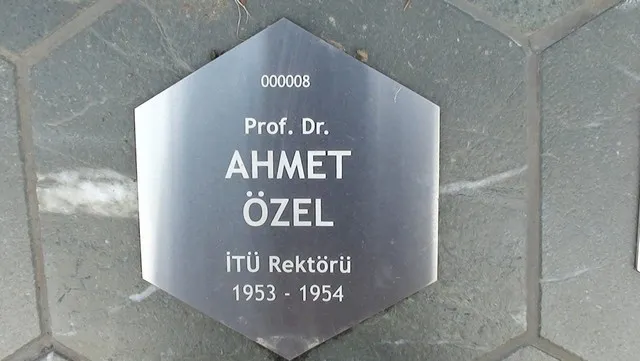 000008
Prof. Dr.
AHMET
ÖZEL
İTÜ Rektörü
1953 - 1954